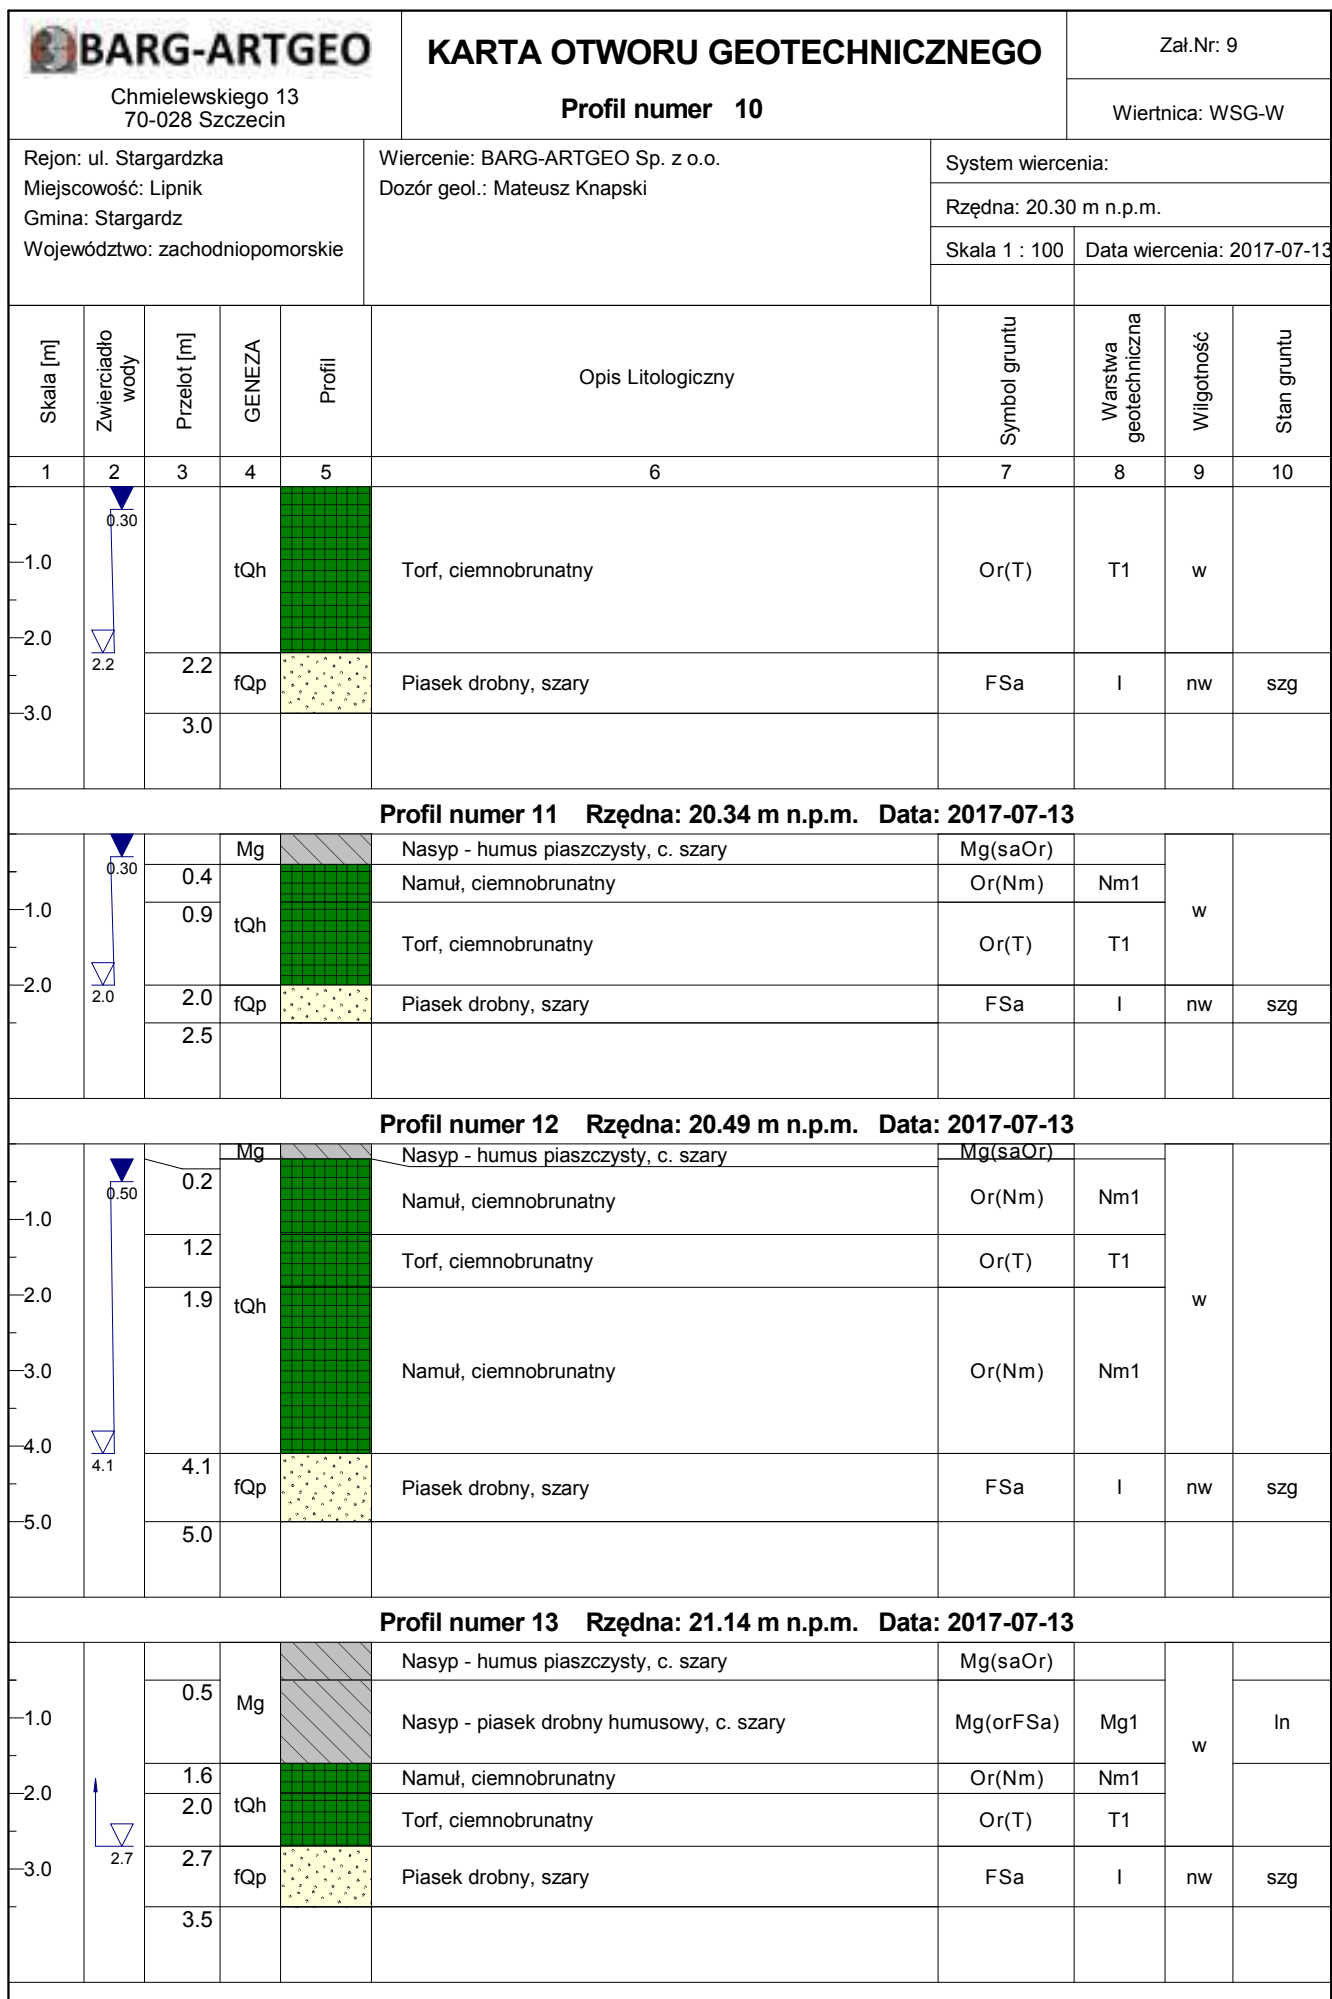 BARG-ARTGEO
Chmielewskiego 13
70-028 Szczecin
KARTA OTWORU GEOTECHNICZNEGO
Profil numer 10
Zał.Nr: 9
Wiertnica: WSG-W
Rejon: ul. Stargardzka
Miejscowość: Lipnik
Gmina: Stargardz
Województwo: zachodniopomorskie
Wiercenie: BARG-ARTGEO Sp. z o.o.
Dozór geol.: Mateusz Knapski
System wiercenia:
Rzędna: 20.30 m n.p.m.
Skala 1 : 100 Data wiercenia: 2017-07-13
Skala [m]
Zwierciadło
wody
Przelot [m]
GENEZA
Profil
Opis Litologiczny
Symbol gruntu
Warstwa
geotechniczna
Wilgotność
Stan gruntu
1 2 3 4 5 6 7 8 9 10
0.30
1.0
tQh Torf, ciemnobrunatny Or(T) T1 w
2.0
2.2
2.2
fQp Piasek drobny, szary FSa I nw szg
3.0
3.0
Profil numer 11 Rzędna: 20.34 m n.p.m. Data: 2017-07-13
Mg Nasyp - humus piaszczysty, c. szary Mg(saOr)
0.30
0.4 Namuł, ciemnobrunatny Or(Nm) Nm1
1.0 0.9 w
tQh Torf, ciemnobrunatny Or(T) T1
2.0
2.0
2.0 fQp Piasek drobny, szary FSa I nw szg
2.5
Profil numer 12 Rzędna: 20.49 m n.p.m. Data: 2017-07-13
Mg Nasyp - humus piaszczysty, c. szary Mg(saOr)
0.50
0.2 Namuł, ciemnobrunatny Or(Nm) Nm1
1.0
1.2 Torf, ciemnobrunatny Or(T) T1
2.0 1.9 tQh w
3.0 Namuł, ciemnobrunatny Or(Nm) Nm1
4.0
4.1
4.1
fQp Piasek drobny, szary FSa I nw szg
5.0
5.0
Profil numer 13 Rzędna: 21.14 m n.p.m. Data: 2017-07-13
Nasyp - humus piaszczysty, c. szary Mg(saOr)
0.5 Mg
1.0 Nasyp - piasek drobny humusowy, c. szary Mg(orFSa) Mg1 ln
w
1.6 Namuł, ciemnobrunatny Or(Nm) Nm1
2.0
2.0 tQh Torf, ciemnobrunatny Or(T) T1
2.7
2.7
3.0 fQp Piasek drobny, szary FSa I nw szg
3.5